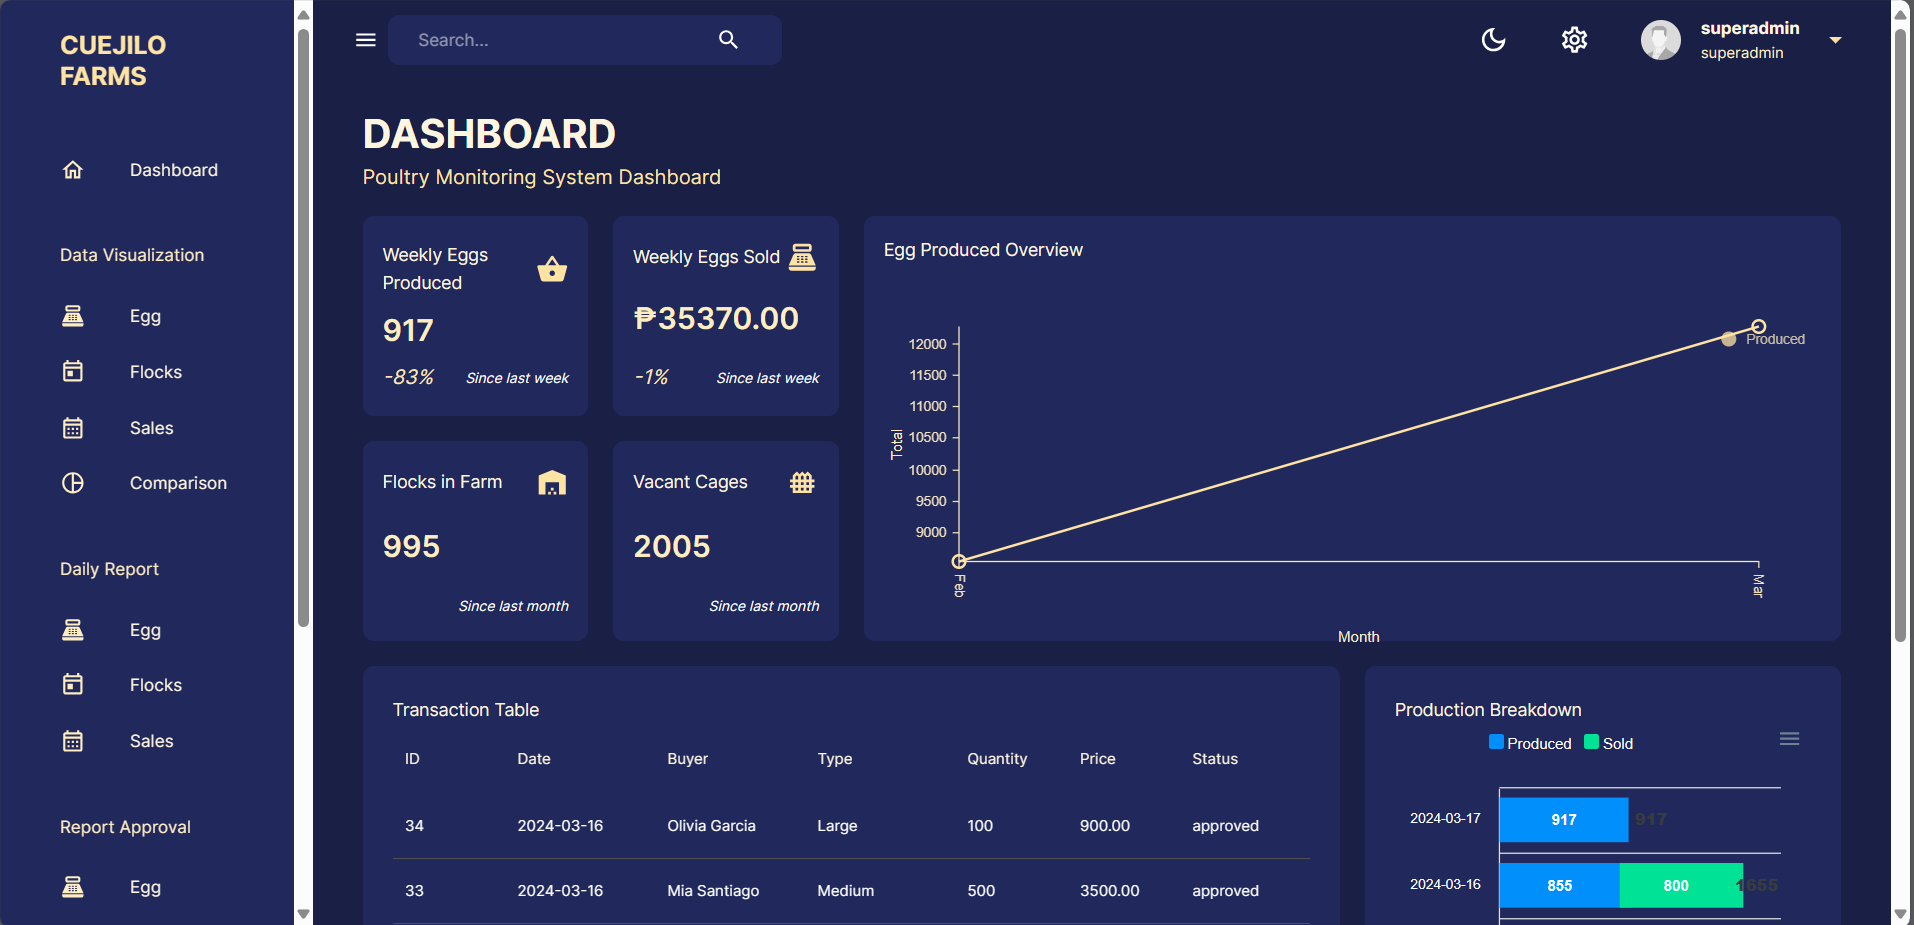 CUEJILO
FARMS
Dashboard
Data Visualization
Egg
Flocks
Sales
Comparison
Daily Report
Egg
Flocks
Sales
Report Approval
Egg
Search...
superadmin
superadmin
DASHBOARD
Poultry Monitoring System Dashboard
Weekly Eggs
Produced
917
-83% Since last week
Weekly Eggs Sold
₱35370.00
-1% Since last week
Flocks in Farm
995
Since last month
Vacant Cages
2005
Since last month
Egg Produced Overview
Produced
12000
11500
11000
10500
10000
9500
9000
Total
Feb Mar
Month
Transaction Table
ID Date Buyer Type Quantity Price Status
34 2024-03-16 Olivia Garcia Large 100 900.00 approved
33 2024-03-16 Mia Santiago Medium 500 3500.00 approved
Production Breakdown
Produced Sold
2024-03-17 917 917
2024-03-16 855 800 1655